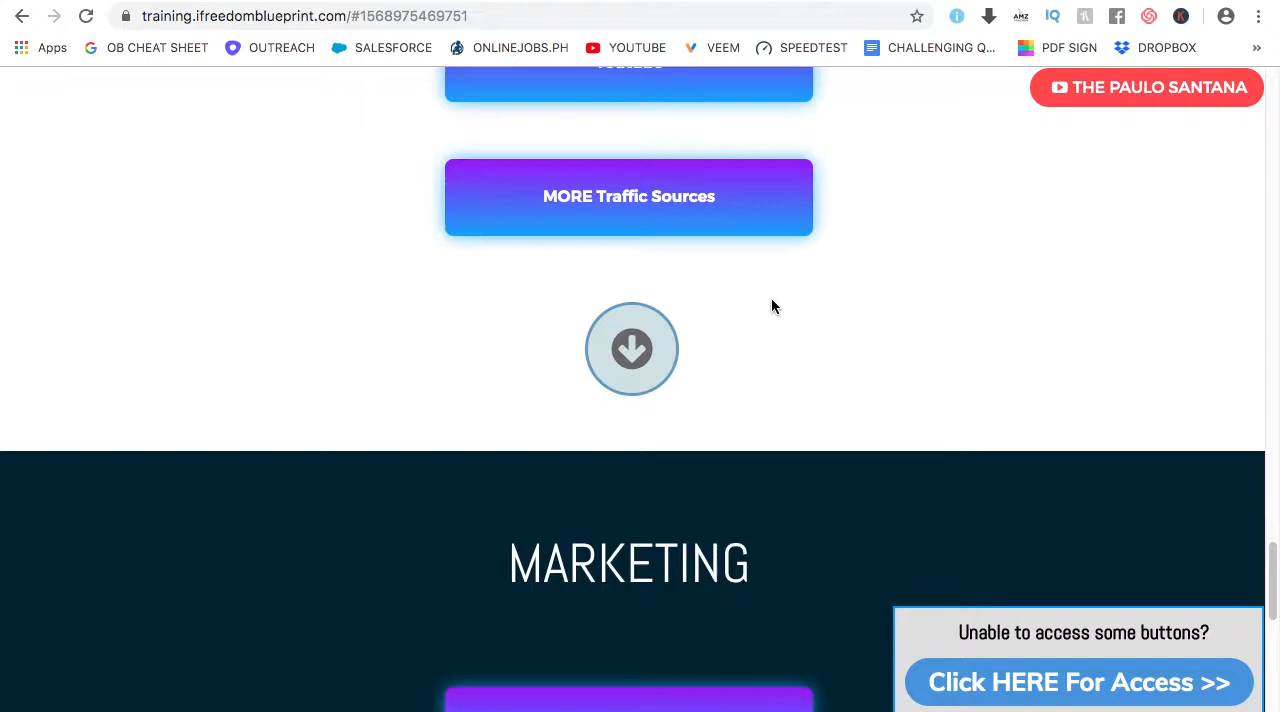 training.ifreedomblueprint.com/#1568975469751
Apps
OB CHEAT SHEET
OUTREACH
SALESFORCE
ONLINEJOBS.PH
YOUTUBE
VEEM
SPEEDTEST
CHALLENGING Q...
PDF SIGN
DROPBOX
THE PAULO SANTANA
MORE Traffic Sources
MARKETING
Unable to access some buttons?
Click HERE For Access >>